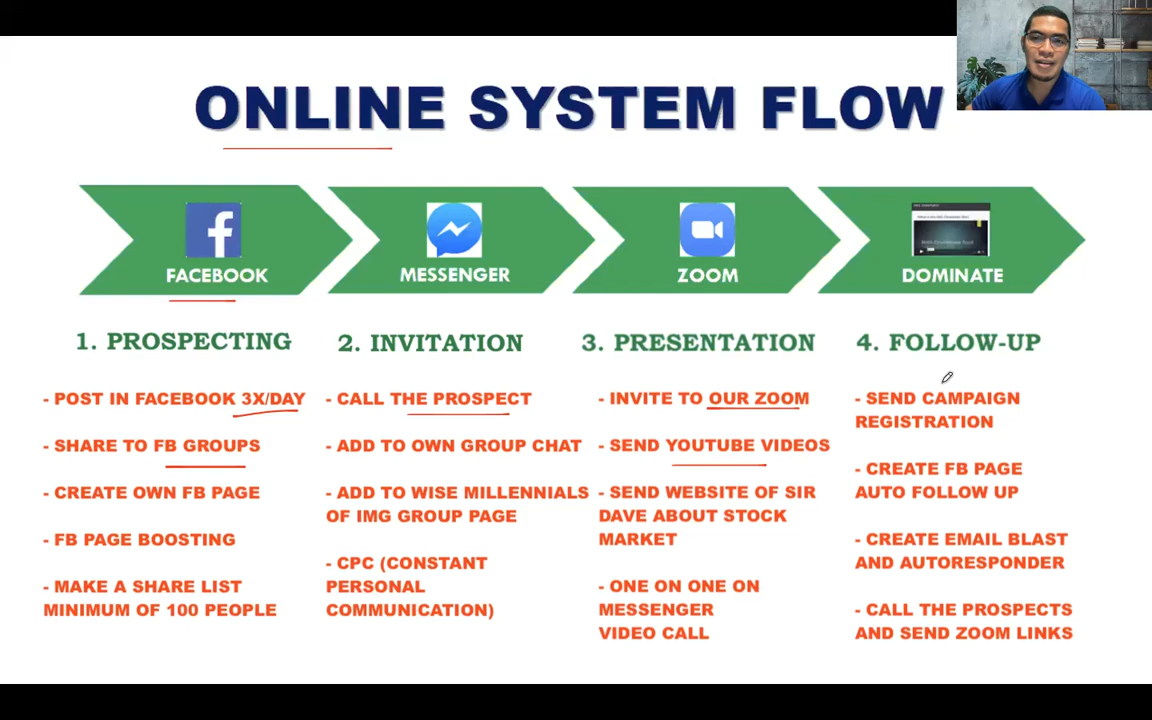 ONLINE SYSTEM FLOW
FACEBOOK
MESSENGER
ZOOM
DOMINATE
1. PROSPECTING
- POST IN FACEBOOK 3X/DAY
- SHARE TO FB GROUPS
- CREATE OWN FB PAGE
- FB PAGE BOOSTING
- MAKE A SHARE LIST
MINIMUM OF 100 PEOPLE
2. INVITATION
- CALL THE PROSPECT
- ADD TO OWN GROUP CHAT
- ADD TO WISE MILLENNIALS
OF IMG GROUP PAGE
- CPC (CONSTANT
PERSONAL
COMMUNICATION)
3. PRESENTATION
- INVITE TO OUR ZOOM
- SEND YOUTUBE VIDEOS
- SEND WEBSITE OF SIR
DAVE ABOUT STOCK
MARKET
- ONE ON ONE ON
MESSENGER
VIDEO CALL
4. FOLLOW-UP
- SEND CAMPAIGN
REGISTRATION
- CREATE FB PAGE
AUTO FOLLOW UP
- CREATE EMAIL BLAST
AND AUTORESPONDER
- CALL THE PROSPECTS
AND SEND ZOOM LINKS